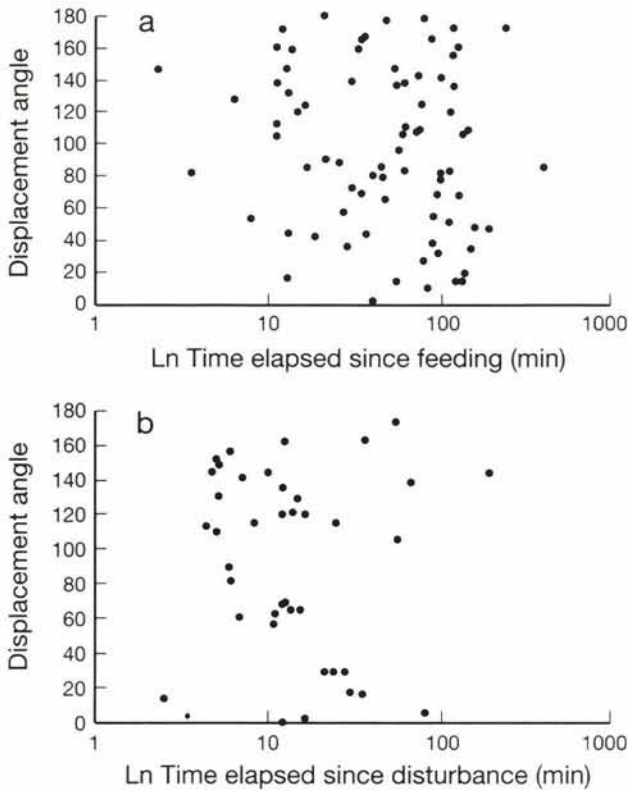 a
180
160
140
120
100
80
60
40
20
0
Displacement angle
1 10 100 1000
Ln Time elapsed since feeding (min)
b
180
160
140
120
100
80
60
40
20
0
Displacement angle
1 10 100 1000
Ln Time elapsed since disturbance (min)